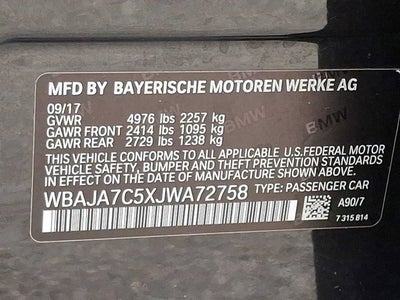 MFD BY BAYERISCHE MOTOREN WERKE AG
09/17
GVWR 4976 lbs 2257 kg
GAWR FRONT 2414 lbs 1095 kg
GAWR REAR 2729 lbs 1238 kg
THIS VEHICLE CONFORMS TO ALL APPLICABLE U.S.FEDERAL MOTOR
VEHICLE SAFETY, BUMPER AND THEFT PREVENTION STANDARDS
IN EFFECT ON THE DATE OF MANUFACTURE SHOWN ABOVE.
WBAJA7C5XJWA72758 TYPE: PASSENGER CAR
A90/7
7 315 814